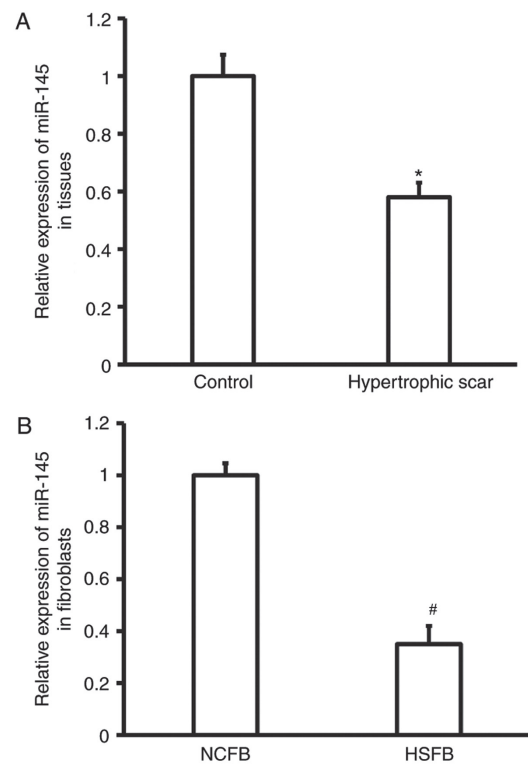 A
Relative expression of miR-145
in tissues
1.2
1
0.8
0.6
0.4
0.2
0
*
Control
Hypertrophic scar
B
Relative expression of miR-145
in fibroblasts
1.2
1
0.8
0.6
0.4
0.2
0
#
NCFB
HSFB